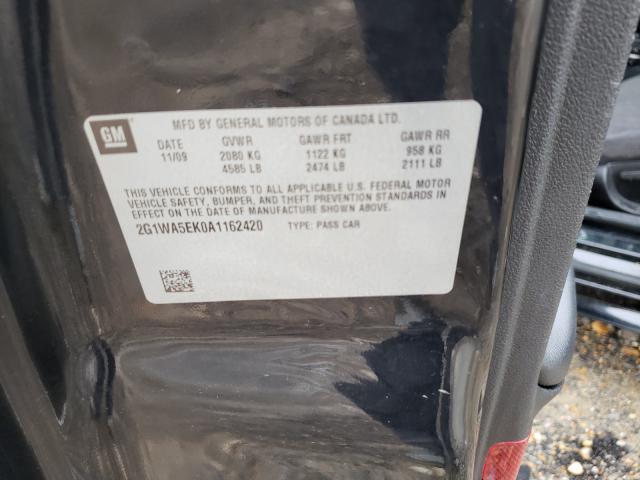 GM
MFD BY GENERAL MOTORS OF CANADA LTD.
DATE GVWR GAWR FRT GAWR RR
11/09 2080 KG 1122 KG 958 KG
4585 LB 2474 LB 2111 LB
THIS VEHICLE CONFORMS TO ALL APPLICABLE U.S. FEDERAL MOTOR
VEHICLE SAFETY, BUMPER, AND THEFT PREVENTION STANDARDS IN
EFFECT ON THE DATE OF MANUFACTURE SHOWN ABOVE.
2G1WA5EK0A1162420 TYPE: PASS CAR